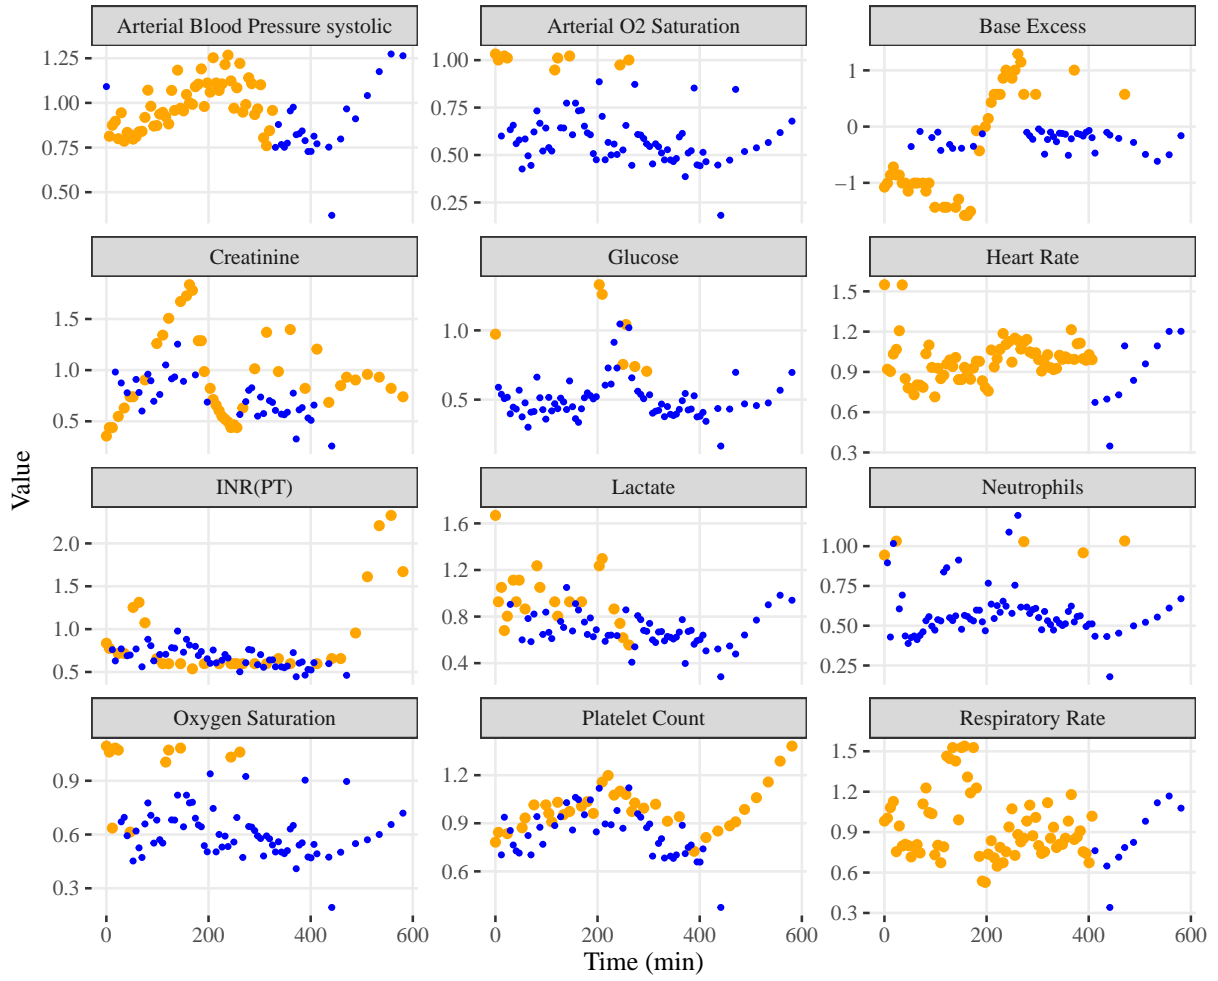 Arterial Blood Pressure systolic
Arterial O2 Saturation
Base Excess
1.25
1.00
0.75
0.50
1.00
0.75
0.50
0.25
1
0
−1
Creatinine
Glucose
Heart Rate
1.5
1.0
0.5
1.0
0.5
1.5
1.2
0.9
0.6
0.3
Value
INR(PT)
Lactate
Neutrophils
2.0
1.5
1.0
0.5
1.6
1.2
0.8
0.4
1.00
0.75
0.50
0.25
Oxygen Saturation
Platelet Count
Respiratory Rate
0.9
0.6
0.3
1.2
0.9
0.6
1.5
1.2
0.9
0.6
0.3
0 200 400 600
0 200 400 600
0 200 400 600
Time (min)